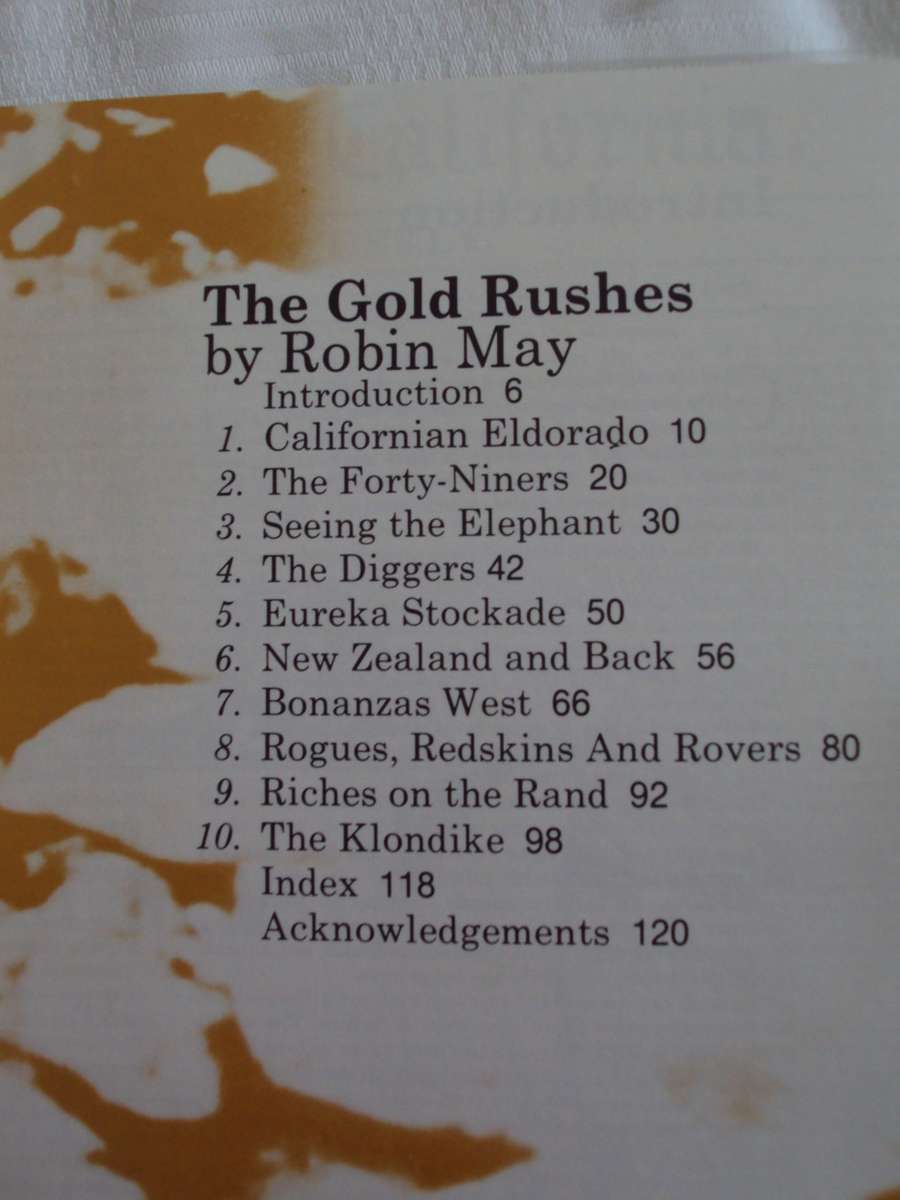 The Gold Rushes
by Robin May
Introduction 6
1. Californian Eldorado 10
2. The Forty-Niners 20
3. Seeing the Elephant 30
4. The Diggers 42
5. Eureka Stockade 50
6. New Zealand and Back 56
7. Bonanzas West 66
8. Rogues, Redskins And Rovers 80
9. Riches on the Rand 92
10. The Klondike 98
Index 118
Acknowledgements 120